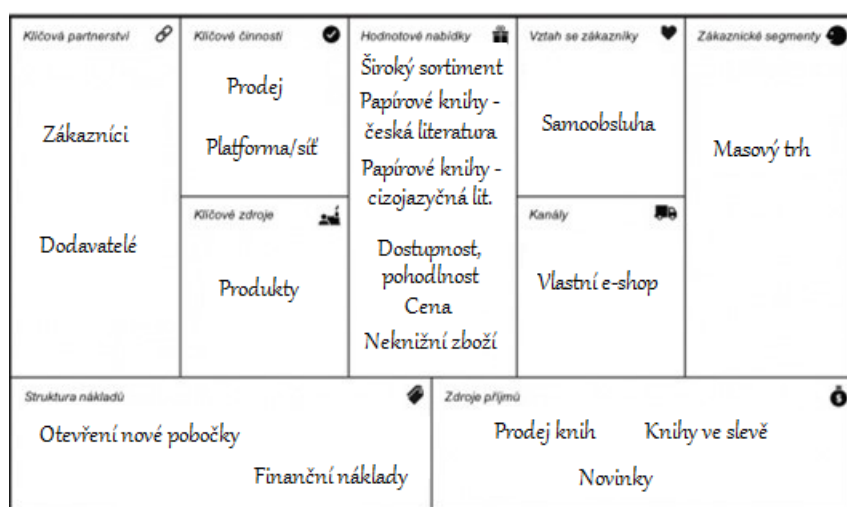 Klíčová partnerství
Zákazníci
Dodavatelé
Klíčové činnosti
Prodej
Platforma/síť
Klíčové zdroje
Produkty
Hodnotové nabídky
Široký sortiment
Papírové knihy -
česká literatura
Papírové knihy -
cizojazyčná lit.
Dostupnost,
pohodlnost
Cena
Neknižní zboží
Vztah se zákazníky
Samoobsluha
Kanály
Vlastní e-shop
Zákaznické segmenty
Masový trh
Struktura nákladů
Otevření nové pobočky
Finanční náklady
Zdroje příjmů
Prodej knih Knihy ve slevě
Novinky